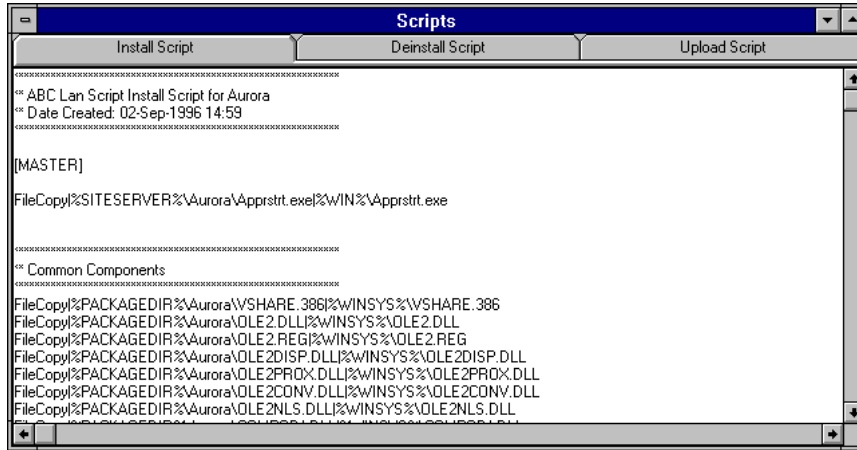 Scripts
Install Script
Deinstall Script
Upload Script
** ABC Lan Script Install Script for Aurora
** Date Created: 02-Sep-1996 14:59
[MASTER]
FileCopy|%SITESERVER%\Aurora\Apprstrt.exe|%WIN%\Apprstrt.exe
** Common Components
FileCopy|%PACKAGEDIR%\Aurora\VSHARE.386|%WINSYS%\VSHARE.386
FileCopy|%PACKAGEDIR%\Aurora\OLE2.DLL|%WINSYS%\OLE2.DLL
FileCopy|%PACKAGEDIR%\Aurora\OLE2.REG|%WINSYS%\OLE2.REG
FileCopy|%PACKAGEDIR%\Aurora\OLE2DISP.DLL|%WINSYS%\OLE2DISP.DLL
FileCopy|%PACKAGEDIR%\Aurora\OLE2PROX.DLL|%WINSYS%\OLE2PROX.DLL
FileCopy|%PACKAGEDIR%\Aurora\OLE2CONV.DLL|%WINSYS%\OLE2CONV.DLL
FileCopy|%PACKAGEDIR%\Aurora\OLE2NLS.DLL|%WINSYS%\OLE2NLS.DLL